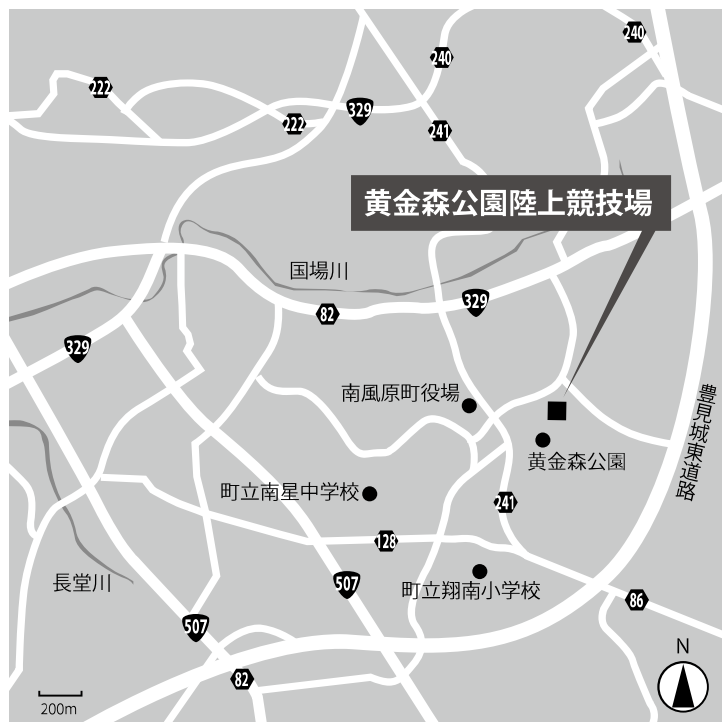 240
240
222
329
222
241
黄金森公園陸上競技場
国場川
329
82
329
南風原町役場
豊見城東道路
黄金森公園
町立南星中学校
241
128
長堂川
507
町立翔南小学校
86
507
N
82
200m